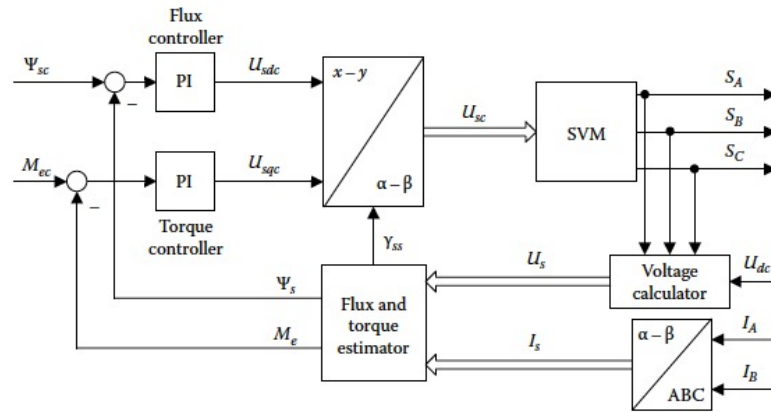 Flux
controller
Ψsc
PI
Usdc
x – y
α – β
Usc
SVM
SA
SB
SC
Mec
PI
Usqc
Torque
controller
γss
Ψs
Me
Flux and
torque
estimator
Us
Is
Voltage
calculator
Udc
α – β
ABC
IA
IB
–
–